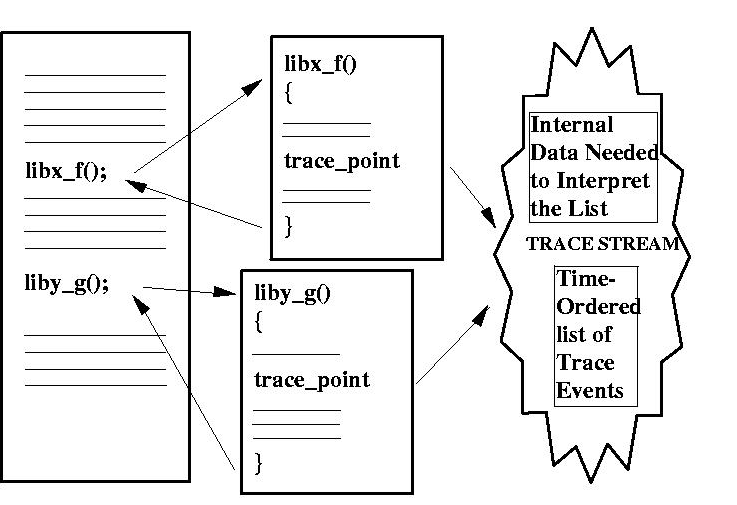 libx_f();
liby_g();
libx_f()
{
trace_point
}
liby_g()
{
trace_point
}
Internal
Data Needed
to Interpret
the List
TRACE STREAM
Time-
Ordered
list of
Trace
Events